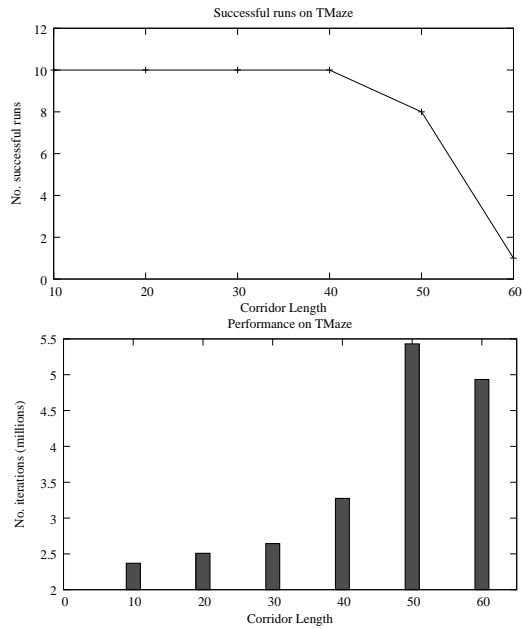 Successful runs on TMaze
12
10
8
6
4
2
0
No. successful runs
10 20 30 40 50 60
Corridor Length
Performance on TMaze
5.5
5
4.5
4
3.5
3
2.5
2
No. iterations (millions)
0 10 20 30 40 50 60
Corridor Length